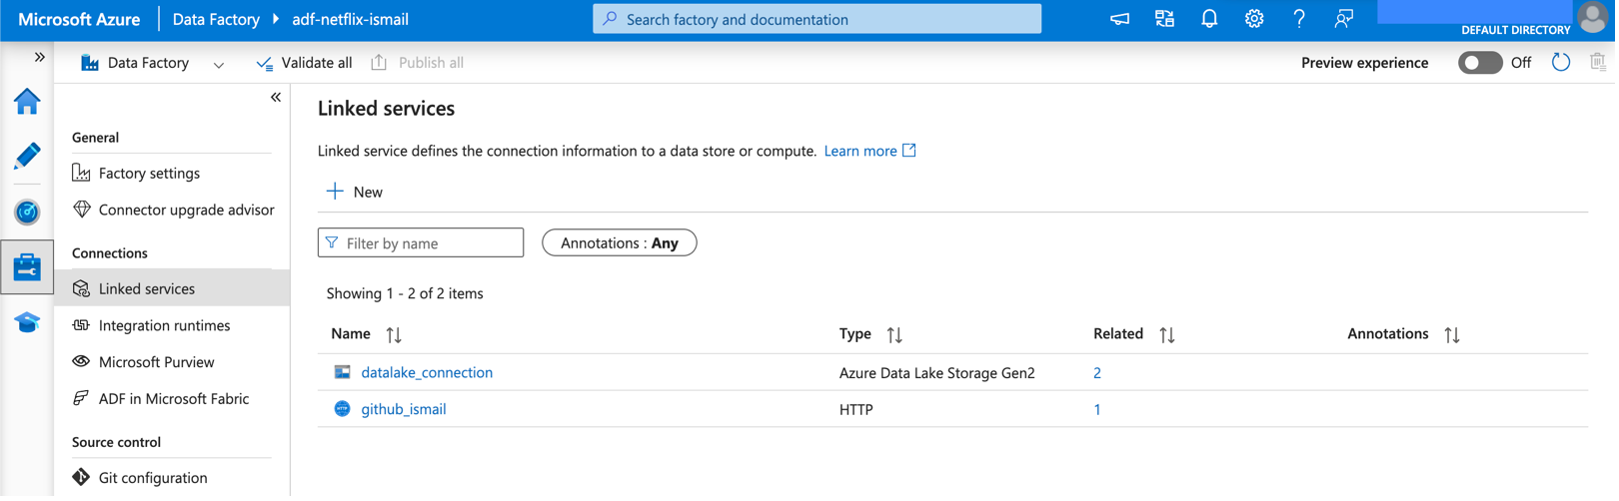 Microsoft Azure
Data Factory
adf-netflix-ismail
Search factory and documentation
DEFAULT DIRECTORY
Data Factory
Validate all
Publish all
Preview experience
Off
General
Factory settings
Connector upgrade advisor
Connections
Linked services
Integration runtimes
Microsoft Purview
ADF in Microsoft Fabric
Source control
Git configuration
Linked services
Linked service defines the connection information to a data store or compute. Learn more
New
Filter by name
Annotations : Any
Showing 1 - 2 of 2 items
Name Type Related Annotations
datalake_connection Azure Data Lake Storage Gen2 2
HTTP github_ismail HTTP 1